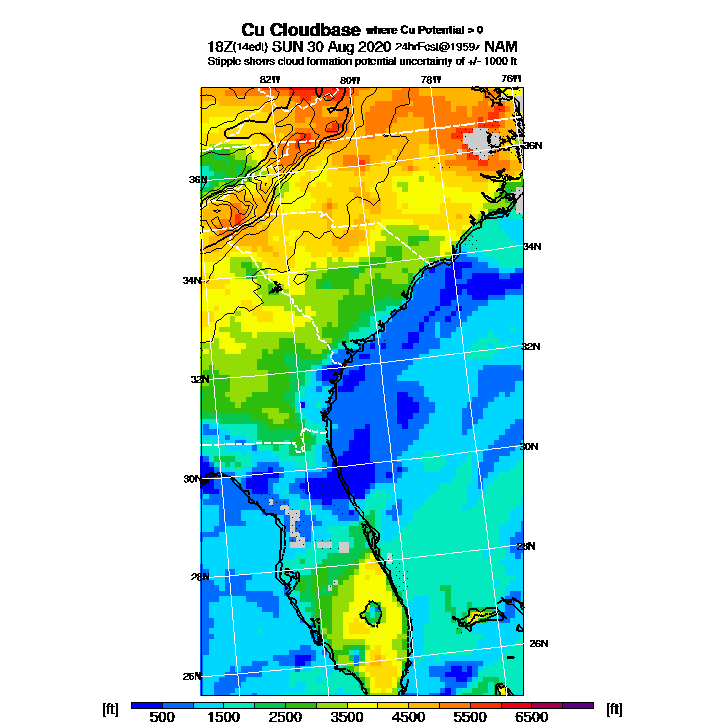 Cu Cloudbase where Cu Potential > 0
18Z(14edt) SUN 30 Aug 2020 24hrFcst@1959z NAM
Stipple shows cloud formation potential uncertainty of +/- 1000 ft
82W 80W 78W 76W
36N
36N
34N
34N
32N
32N
30N
30N
28N
28N
26N
26N
[ft] [ft]
500 1500 2500 3500 4500 5500 6500